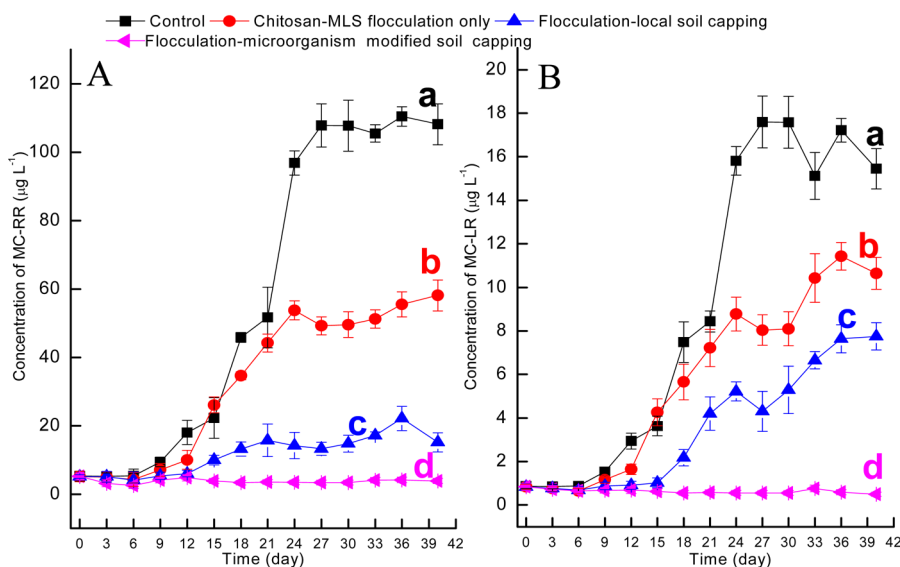 Control Chitosan-MLS flocculation only Flocculation-local soil capping
Flocculation-microorganism modified soil capping
A
120
100
80
60
40
20
0
Concentration of MC-RR (µg L⁻¹)
a
b
c
d
0 3 6 9 12 15 18 21 24 27 30 33 36 39 42
Time (day)
B
20
18
16
14
12
10
8
6
4
2
0
Concentration of MC-LR (µg L⁻¹)
a
b
c
d
0 3 6 9 12 15 18 21 24 27 30 33 36 39 42
Time (day)